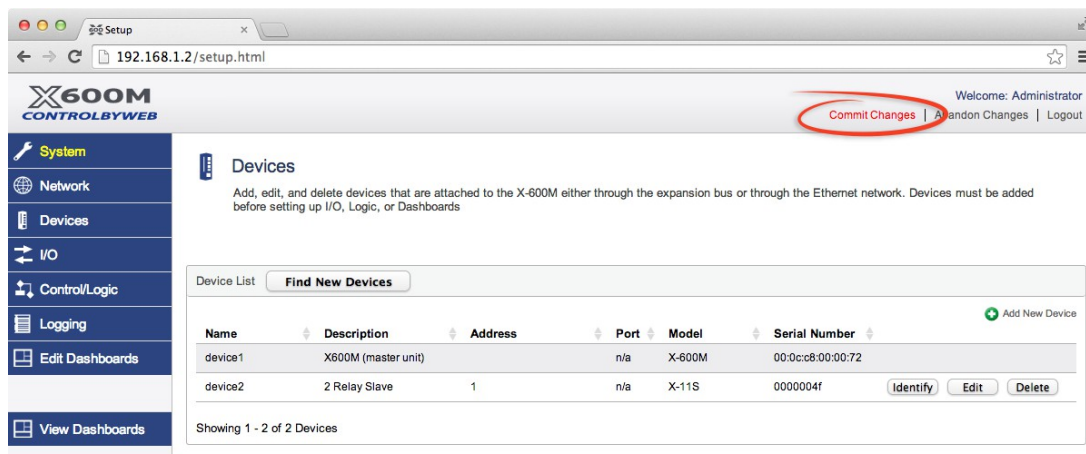 Setup
192.168.1.2/setup.html
X600M
CONTROLBYWEB
Welcome: Administrator
Commit Changes | Abandon Changes | Logout
System
Network
Devices
I/O
Control/Logic
Logging
Edit Dashboards
View Dashboards
Devices
Add, edit, and delete devices that are attached to the X-600M either through the expansion bus or through the Ethernet network. Devices must be added
before setting up I/O, Logic, or Dashboards
Device List Find New Devices
Add New Device
Name Description Address Port Model Serial Number
device1 X600M (master unit) n/a X-600M 00:0c:c8:00:00:72
device2 2 Relay Slave 1 n/a X-11S 0000004f Identify Edit Delete
Showing 1 - 2 of 2 Devices